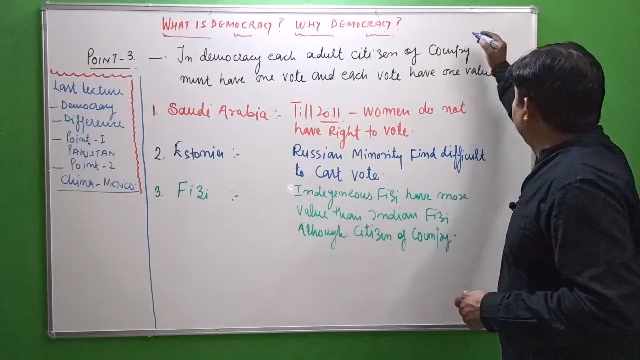 WHAT IS DEMOCRACY? WHY DEMOCRACY?
POINT-3. — In democracy each adult citizen of Country
must have one vote and each vote have one value
Last lecture
- Democracy
- Difference
- Point-I
PAKISTAN
- Point-2
China-Mexico
1. Saudi Arabia :- Till 2011 - Women do not
have Right to vote.
2. Estonia :- Russian Minority Find difficult
to Cast vote.
3. Fizi :- Indegeneous Fizi have more
value than Indian Fizi
Although Citizen of Country.